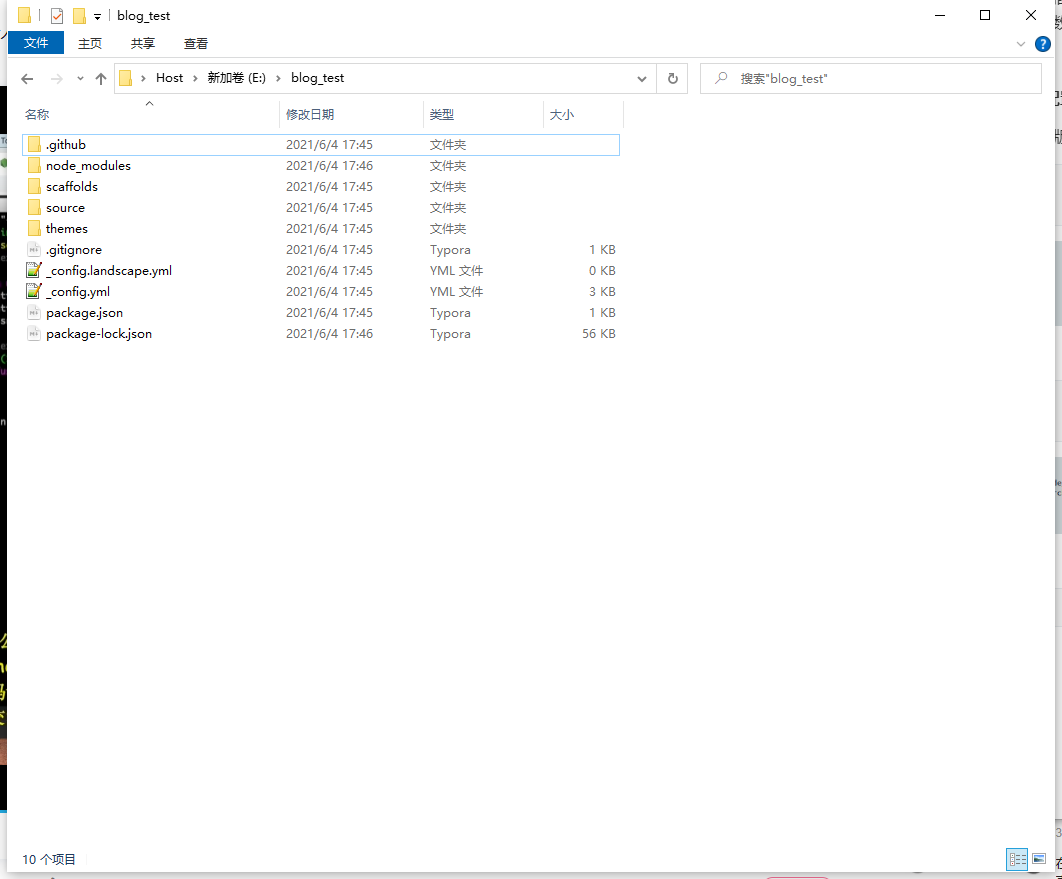 blog_test
文件 主页 共享 查看
Host 新加卷 (E:) blog_test 搜索"blog_test"
名称 修改日期 类型 大小
.github 2021/6/4 17:45 文件夹
node_modules 2021/6/4 17:46 文件夹
scaffolds 2021/6/4 17:45 文件夹
source 2021/6/4 17:45 文件夹
themes 2021/6/4 17:45 文件夹
.gitignore 2021/6/4 17:45 Typora 1 KB
_config.landscape.yml 2021/6/4 17:45 YML 文件 0 KB
_config.yml 2021/6/4 17:45 YML 文件 3 KB
package.json 2021/6/4 17:45 Typora 1 KB
package-lock.json 2021/6/4 17:46 Typora 56 KB
10 个项目